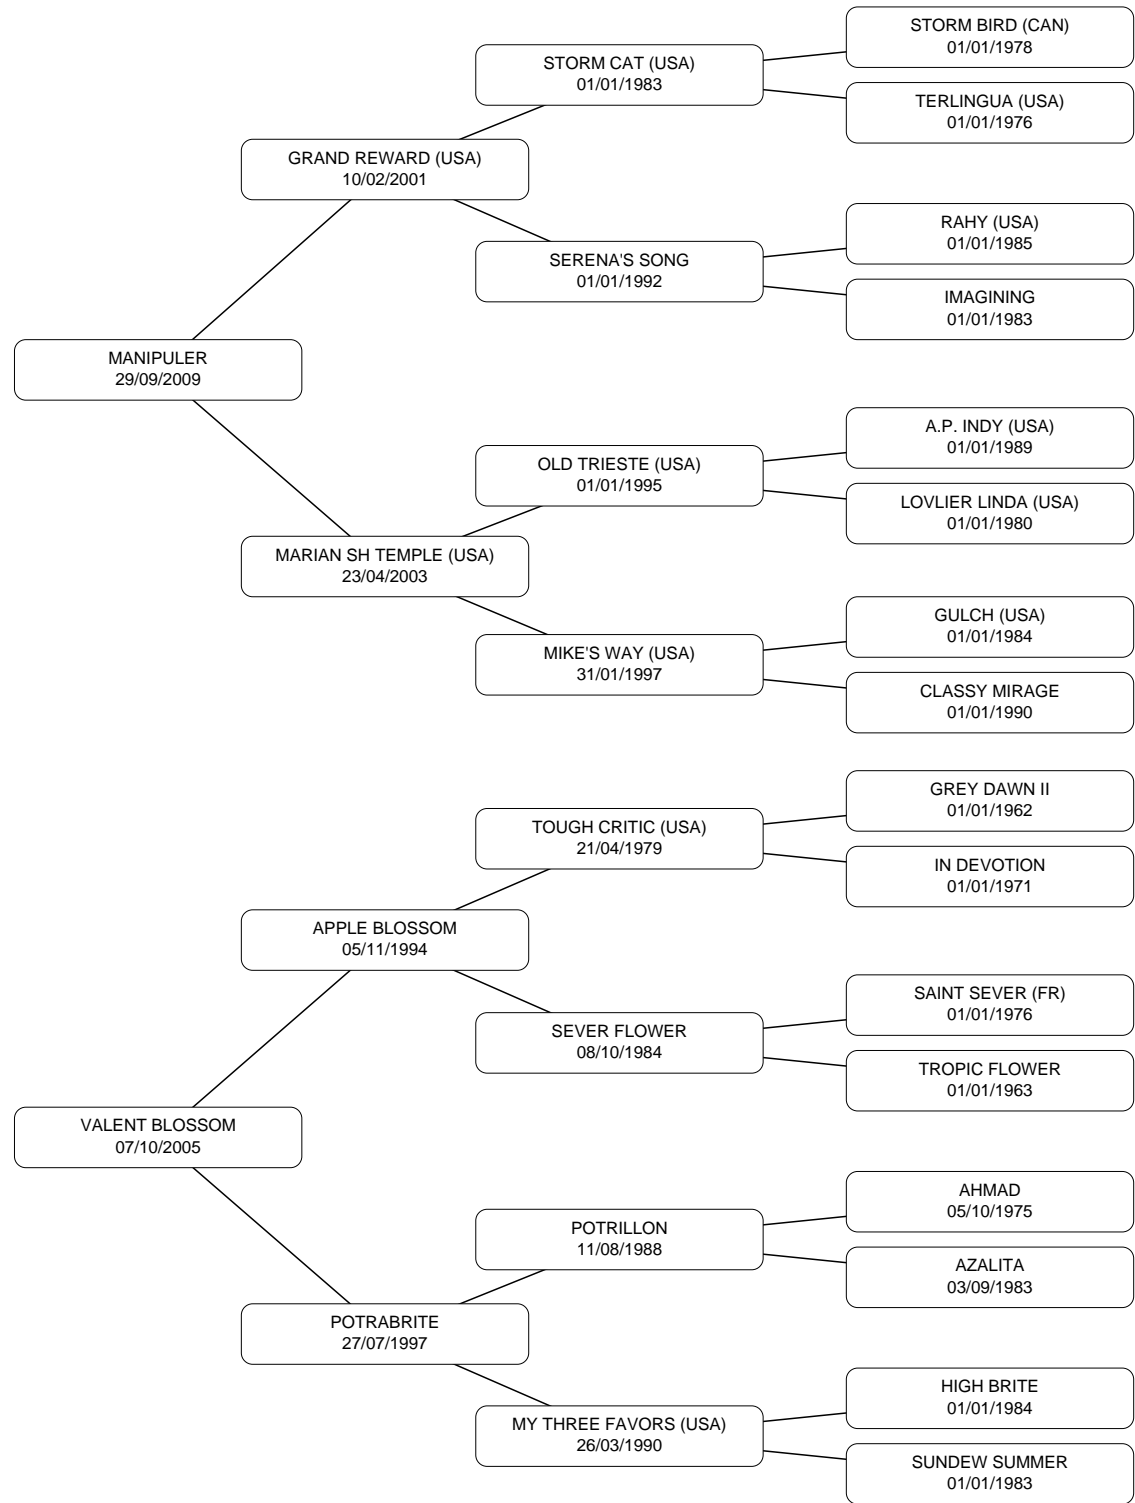 STORM BIRD (CAN)
01/01/1978
STORM CAT (USA)
01/01/1983
TERLINGUA (USA)
01/01/1976
GRAND REWARD (USA)
10/02/2001
RAHY (USA)
01/01/1985
SERENA'S SONG
01/01/1992
IMAGINING
01/01/1983
MANIPULER
29/09/2009
A.P. INDY (USA)
01/01/1989
OLD TRIESTE (USA)
01/01/1995
LOVLIER LINDA (USA)
01/01/1980
MARIAN SH TEMPLE (USA)
23/04/2003
GULCH (USA)
01/01/1984
MIKE'S WAY (USA)
31/01/1997
CLASSY MIRAGE
01/01/1990
GREY DAWN II
01/01/1962
TOUGH CRITIC (USA)
21/04/1979
IN DEVOTION
01/01/1971
APPLE BLOSSOM
05/11/1994
SAINT SEVER (FR)
01/01/1976
SEVER FLOWER
08/10/1984
TROPIC FLOWER
01/01/1963
VALENT BLOSSOM
07/10/2005
AHMAD
05/10/1975
POTRILLON
11/08/1988
AZALITA
03/09/1983
POTRABRITE
27/07/1997
HIGH BRITE
01/01/1984
MY THREE FAVORS (USA)
26/03/1990
SUNDEW SUMMER
01/01/1983